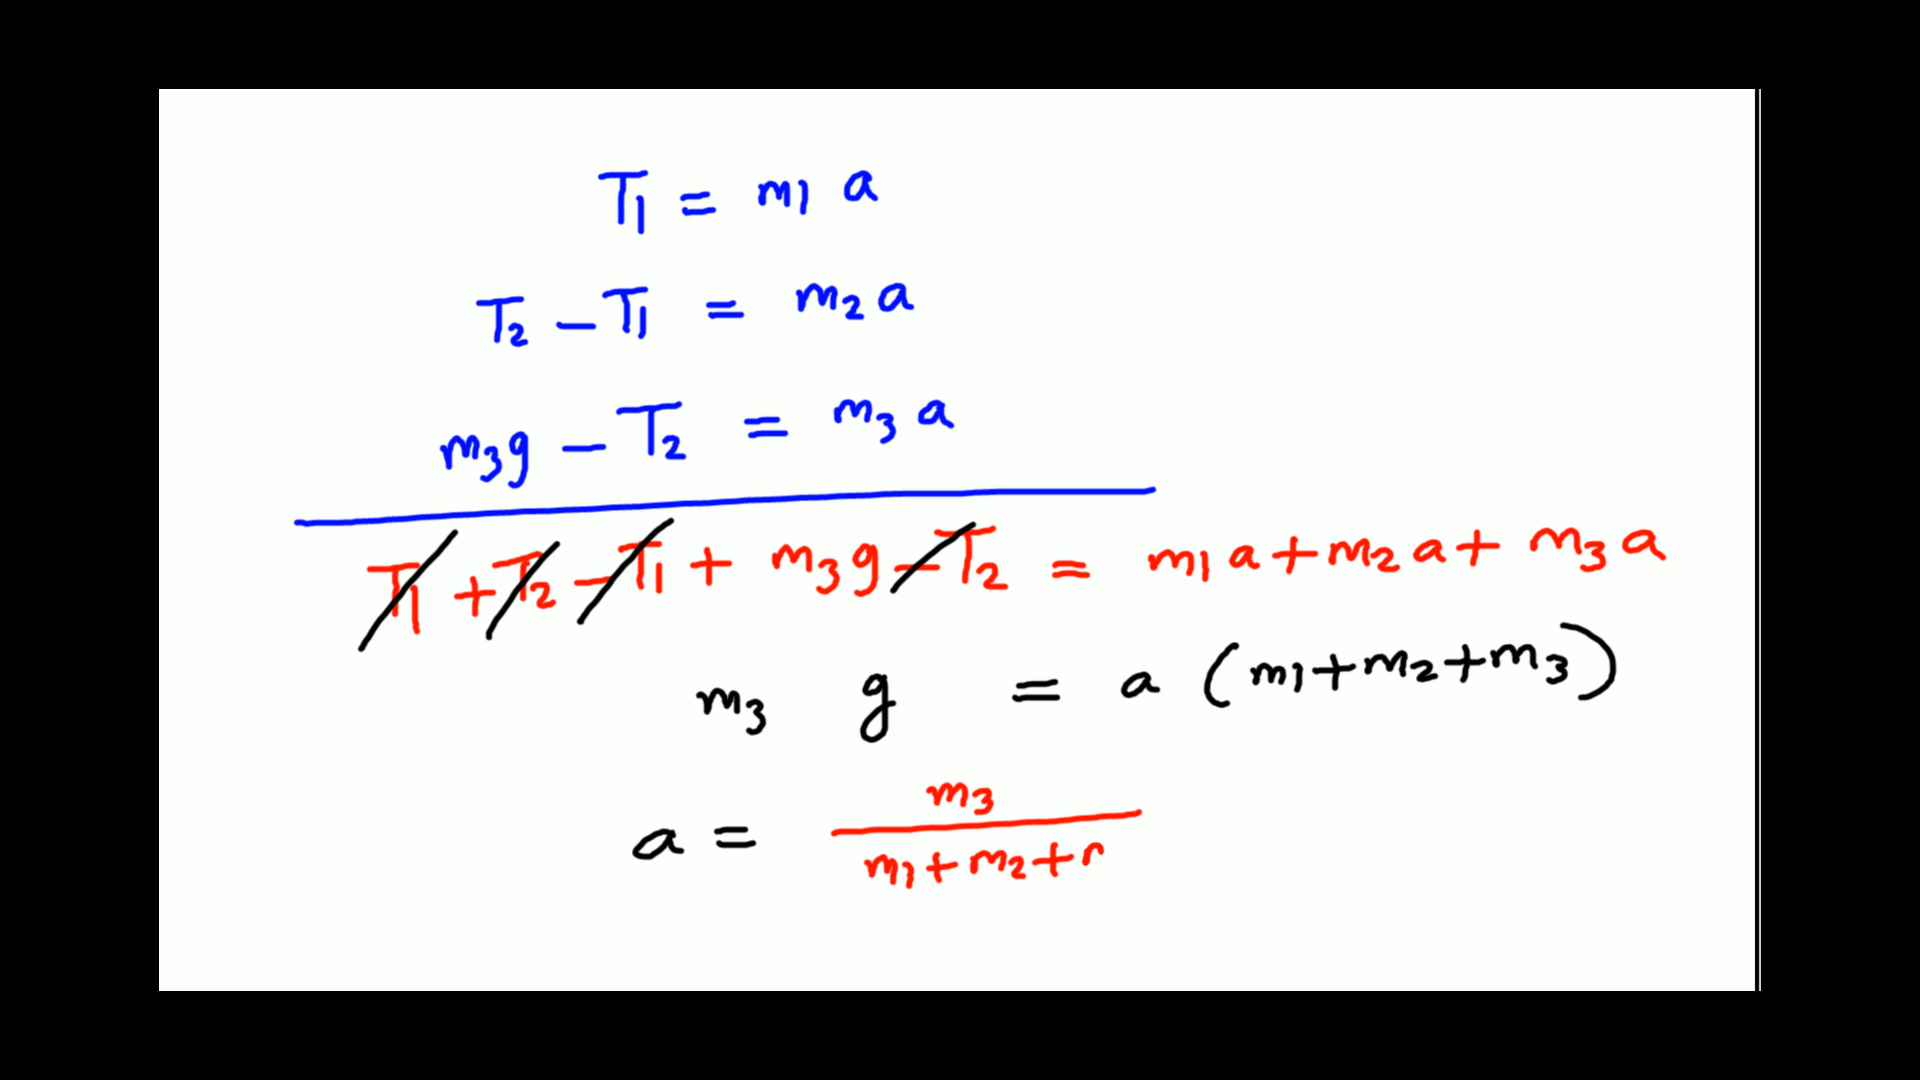 T₁ = m₁ a
T₂ – T₁ = m₂ a
m₃g – T₂ = m₃ a
T₁ + T₂ – T₁ + m₃ g – T₂ = m₁ a + m₂ a + m₃ a
m₃ g = a (m₁ + m₂ + m₃)
a = m₃ / m₁ + m₂ +